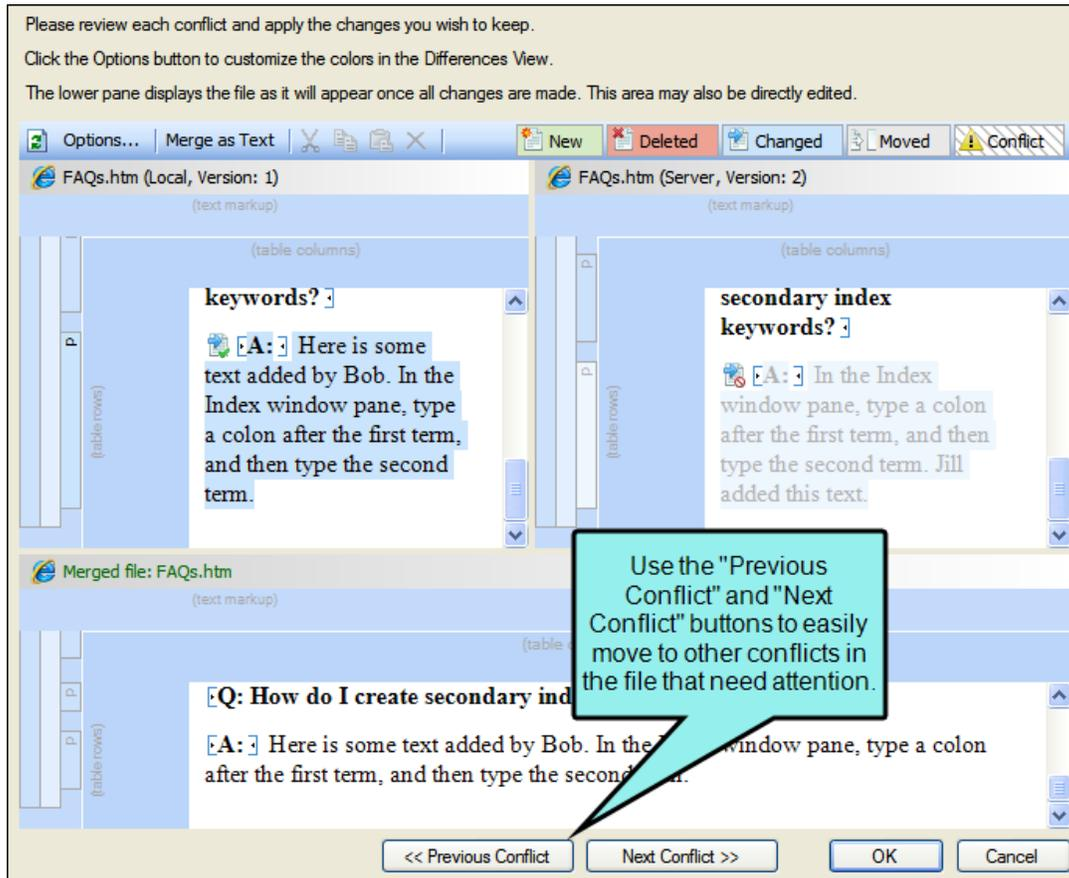 Please review each conflict and apply the changes you wish to keep.
Click the Options button to customize the colors in the Differences View.
The lower pane displays the file as it will appear once all changes are made. This area may also be directly edited.
Options... Merge as Text New Deleted Changed Moved Conflict
FAQs.htm (Local, Version: 1)
(text markup)
(table columns)
p
(table rows)
keywords?
A: Here is some
text added by Bob. In the
Index window pane, type
a colon after the first term,
and then type the second
term.
FAQs.htm (Server, Version: 2)
(text markup)
(table columns)
p
p
(table rows)
secondary index
keywords?
A: In the Index
window pane, type a colon
after the first term, and then
type the second term. Jill
added this text.
Merged file: FAQs.htm
(text markup)
(table
p
p
(table rows)
Q: How do I create secondary ind
A: Here is some text added by Bob. In the window pane, type a colon
after the first term, and then type the second
Use the "Previous
Conflict" and "Next
Conflict" buttons to easily
move to other conflicts in
the file that need attention.
<< Previous Conflict Next Conflict >> OK Cancel